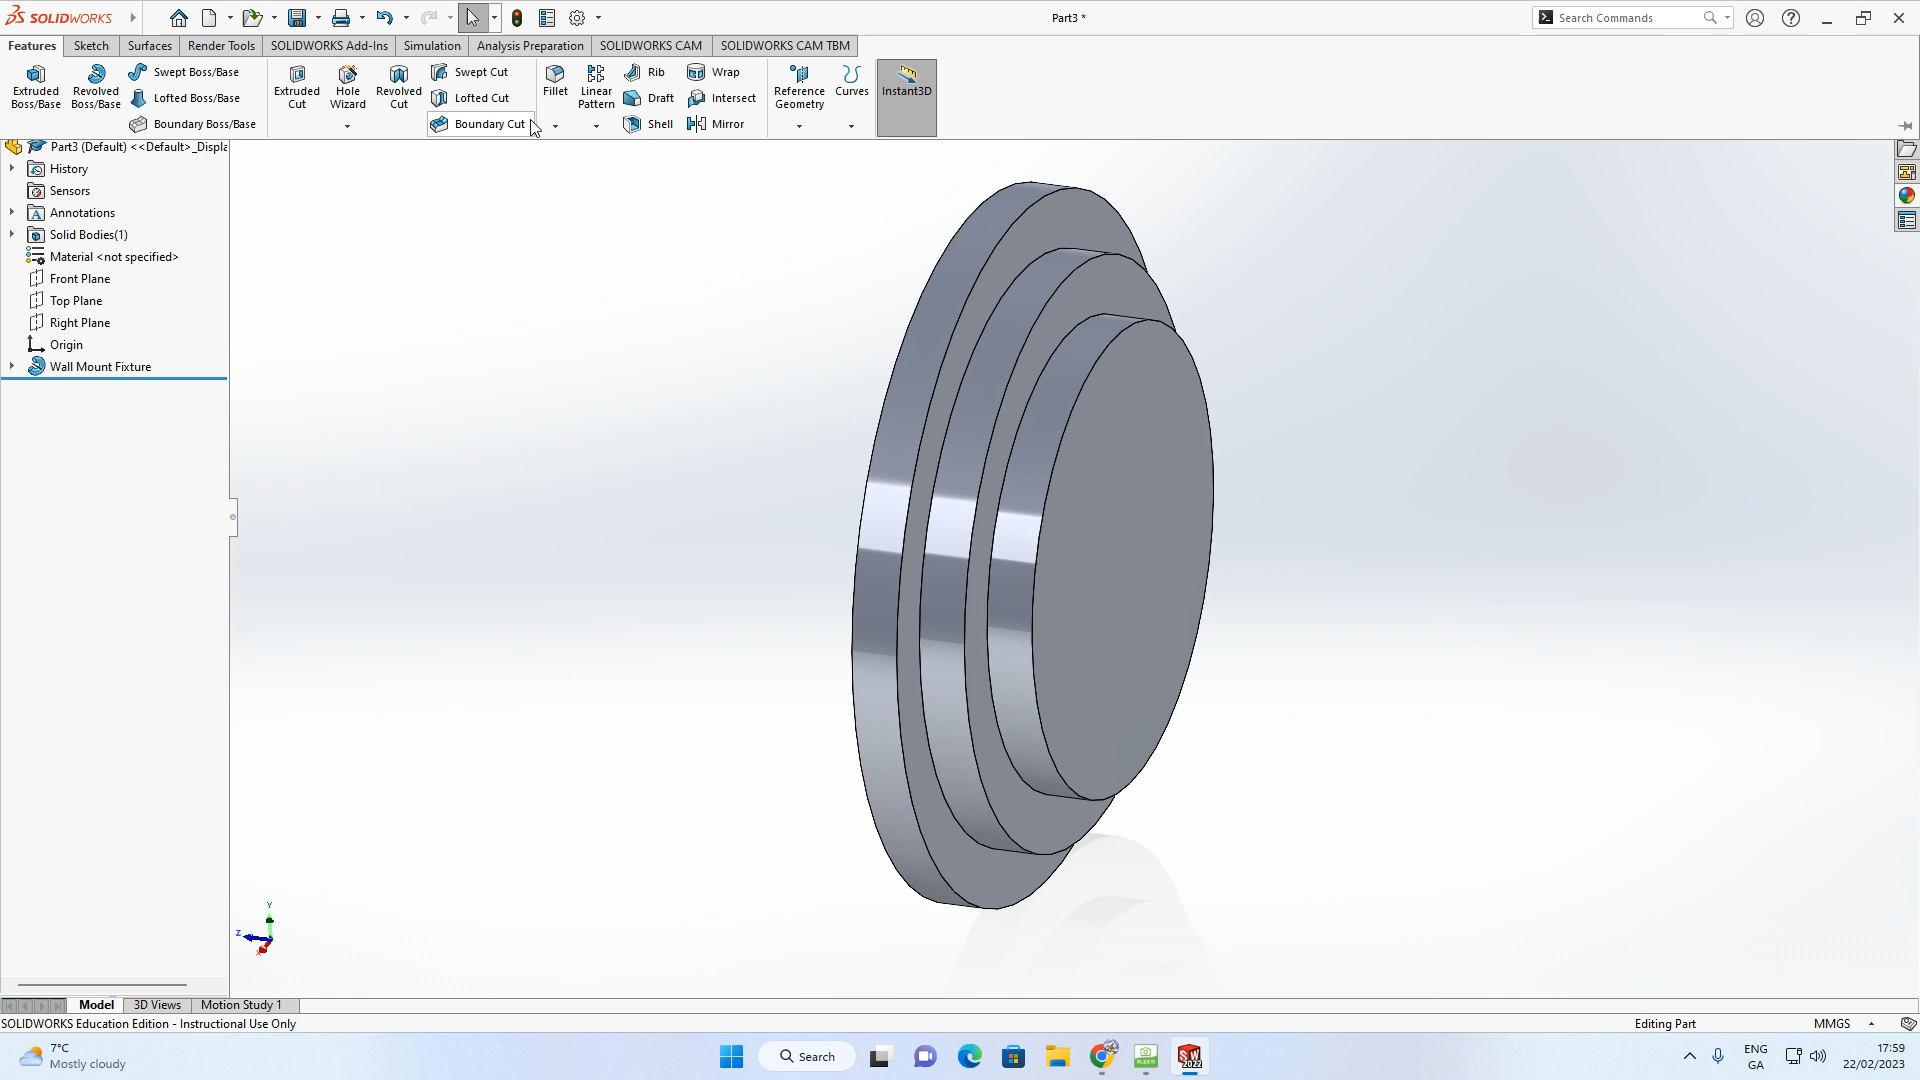 SOLIDWORKS
Part3 *
Search Commands
Features
Sketch
Surfaces
Render Tools
SOLIDWORKS Add-Ins
Simulation
Analysis Preparation
SOLIDWORKS CAM
SOLIDWORKS CAM TBM
Extruded
Boss/Base
Revolved
Boss/Base
Swept Boss/Base
Lofted Boss/Base
Boundary Boss/Base
Extruded
Cut
Hole
Wizard
Revolved
Cut
Swept Cut
Lofted Cut
Boundary Cut
Fillet
Linear
Pattern
Rib
Draft
Shell
Wrap
Intersect
Mirror
Reference
Geometry
Curves
Instant3D
Part3 (Default) <<Default>_Displa
History
Sensors
Annotations
Solid Bodies(1)
Material <not specified>
Front Plane
Top Plane
Right Plane
Origin
Wall Mount Fixture
Y
Z
X
Model
3D Views
Motion Study 1
SOLIDWORKS Education Edition - Instructional Use Only
Editing Part
MMGS
7°C
Mostly cloudy
Search
SW
2022
ENG
GA
17:59
22/02/2023